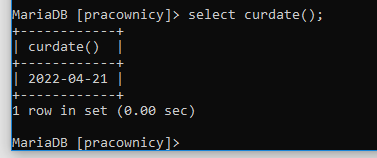 MariaDB [pracownicy]> select curdate();
+------------+
| curdate()  |
+------------+
| 2022-04-21 |
+------------+
1 row in set (0.00 sec)
MariaDB [pracownicy]>